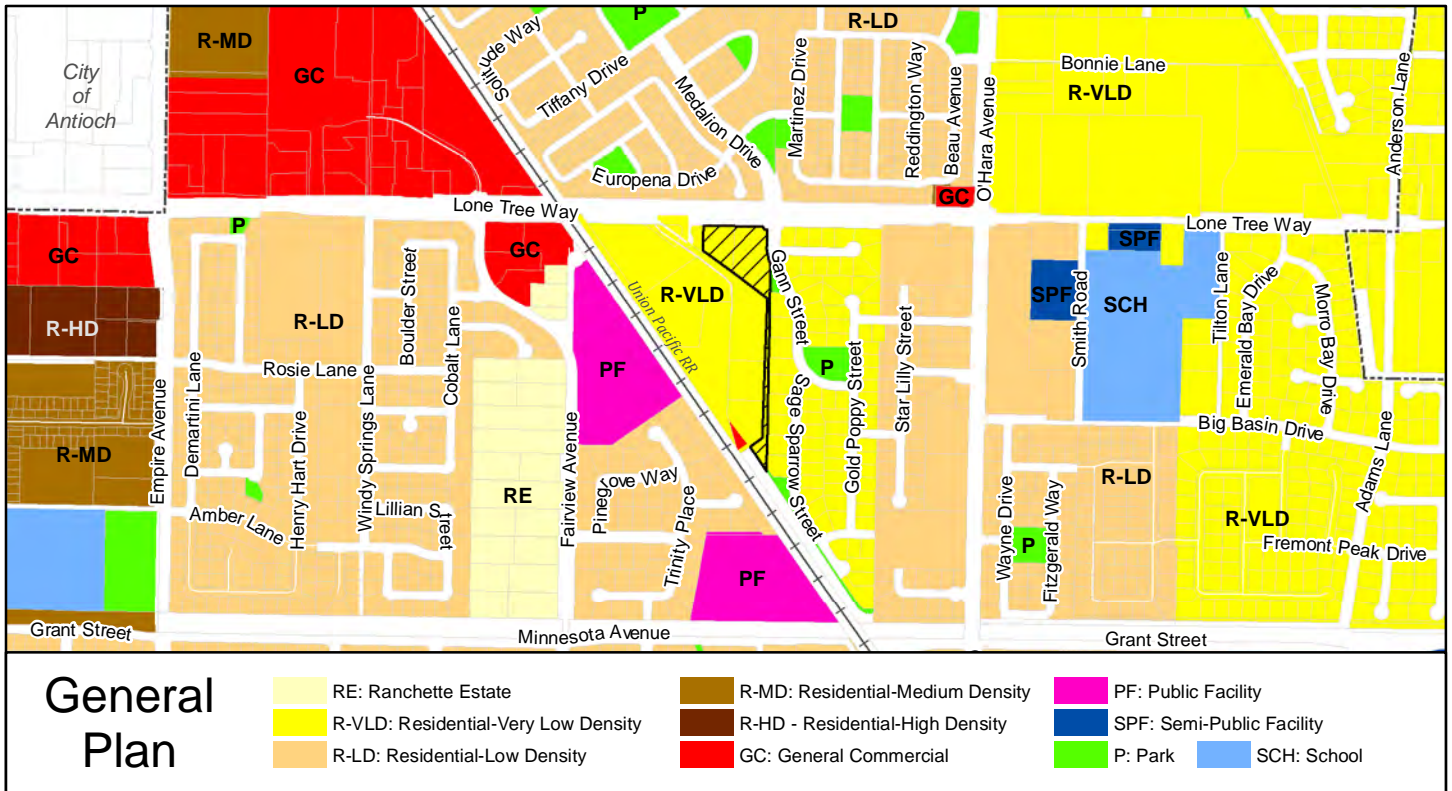 P
R-LD
R-MD
GC
Solitude Way
Tiffany Drive
Medalion Drive
Martinez Drive
Reddington Way
Beau Avenue
O'Hara Avenue
Bonnie Lane
R-VLD
Anderson Lane
City
of
Antioch
Europena Drive
GC
Lone Tree Way
Lone Tree Way
P
GC
GC
SPF
R-VLD
Union Pacific RR
Gann Street
SPF
SCH
Smith Road
Tilton Lane
Emerald Bay Drive
Morro Bay Drive
R-HD
R-LD
Boulder Street
Cobalt Lane
Rosie Lane
PF
P
Gold Poppy Street
Sage Sparrow Street
Star Lilly Street
Empire Avenue
Demartini Lane
Henry Hart Drive
Windy Springs Lane
Fairview Avenue
Big Basin Drive
Adams Lane
R-MD
RE
Pinegrove Way
Trinity Place
R-LD
Wayne Drive
Fitzgerald Way
R-VLD
Amber Lane
Lillian Street
P
Fremont Peak Drive
PF
Grant Street
Minnesota Avenue
Grant Street
General
Plan
RE: Ranchette Estate
R-VLD: Residential-Very Low Density
R-LD: Residential-Low Density
R-MD: Residential-Medium Density
R-HD - Residential-High Density
GC: General Commercial
PF: Public Facility
SPF: Semi-Public Facility
P: Park
SCH: School